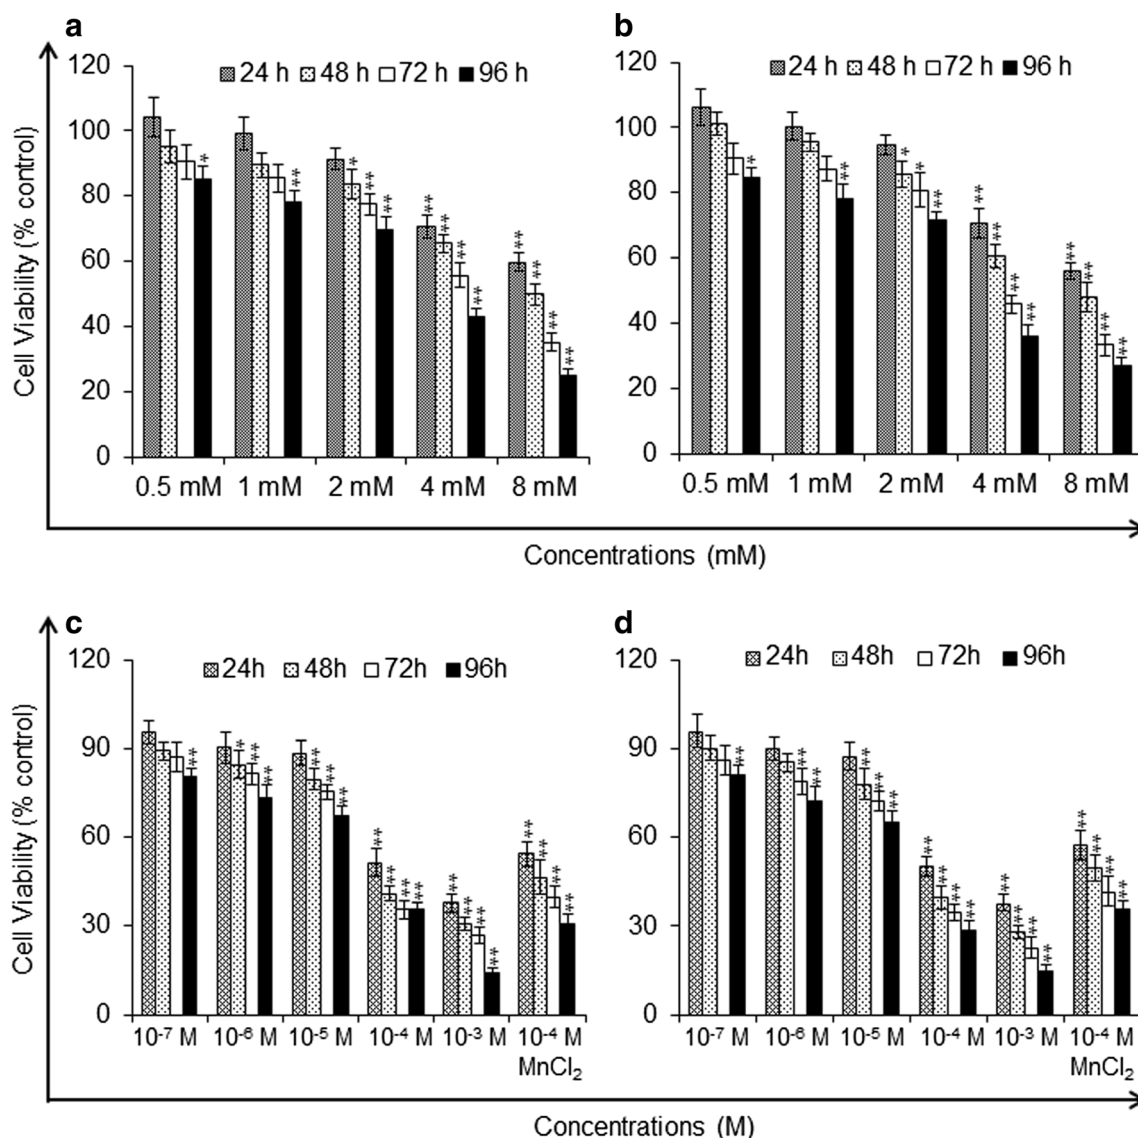 a
24 h 48 h 72 h 96 h
120
100
80
60
40
20
0
Cell Viability (% control)
* ** * ** ** ** ** ** ** ** ** ** **
0.5 mM 1 mM 2 mM 4 mM 8 mM
b
24 h 48 h 72 h 96 h
120
100
80
60
40
20
0
* ** * * ** ** ** ** ** ** ** ** **
0.5 mM 1 mM 2 mM 4 mM 8 mM
Concentrations (mM)
c
24h 48h 72h 96h
120
90
60
30
0
Cell Viability (% control)
** * ** ** ** ** ** ** ** ** ** ** ** ** ** ** ** ** **
10⁻⁷ M 10⁻⁶ M 10⁻⁵ M 10⁻⁴ M 10⁻³ M 10⁻⁴ M
MnCl₂
d
24h 48h 72h 96h
120
90
60
30
0
** ** ** ** ** ** ** ** ** ** ** ** ** ** ** ** ** **
10⁻⁷ M 10⁻⁶ M 10⁻⁵ M 10⁻⁴ M 10⁻³ M 10⁻⁴ M
MnCl₂
Concentrations (M)